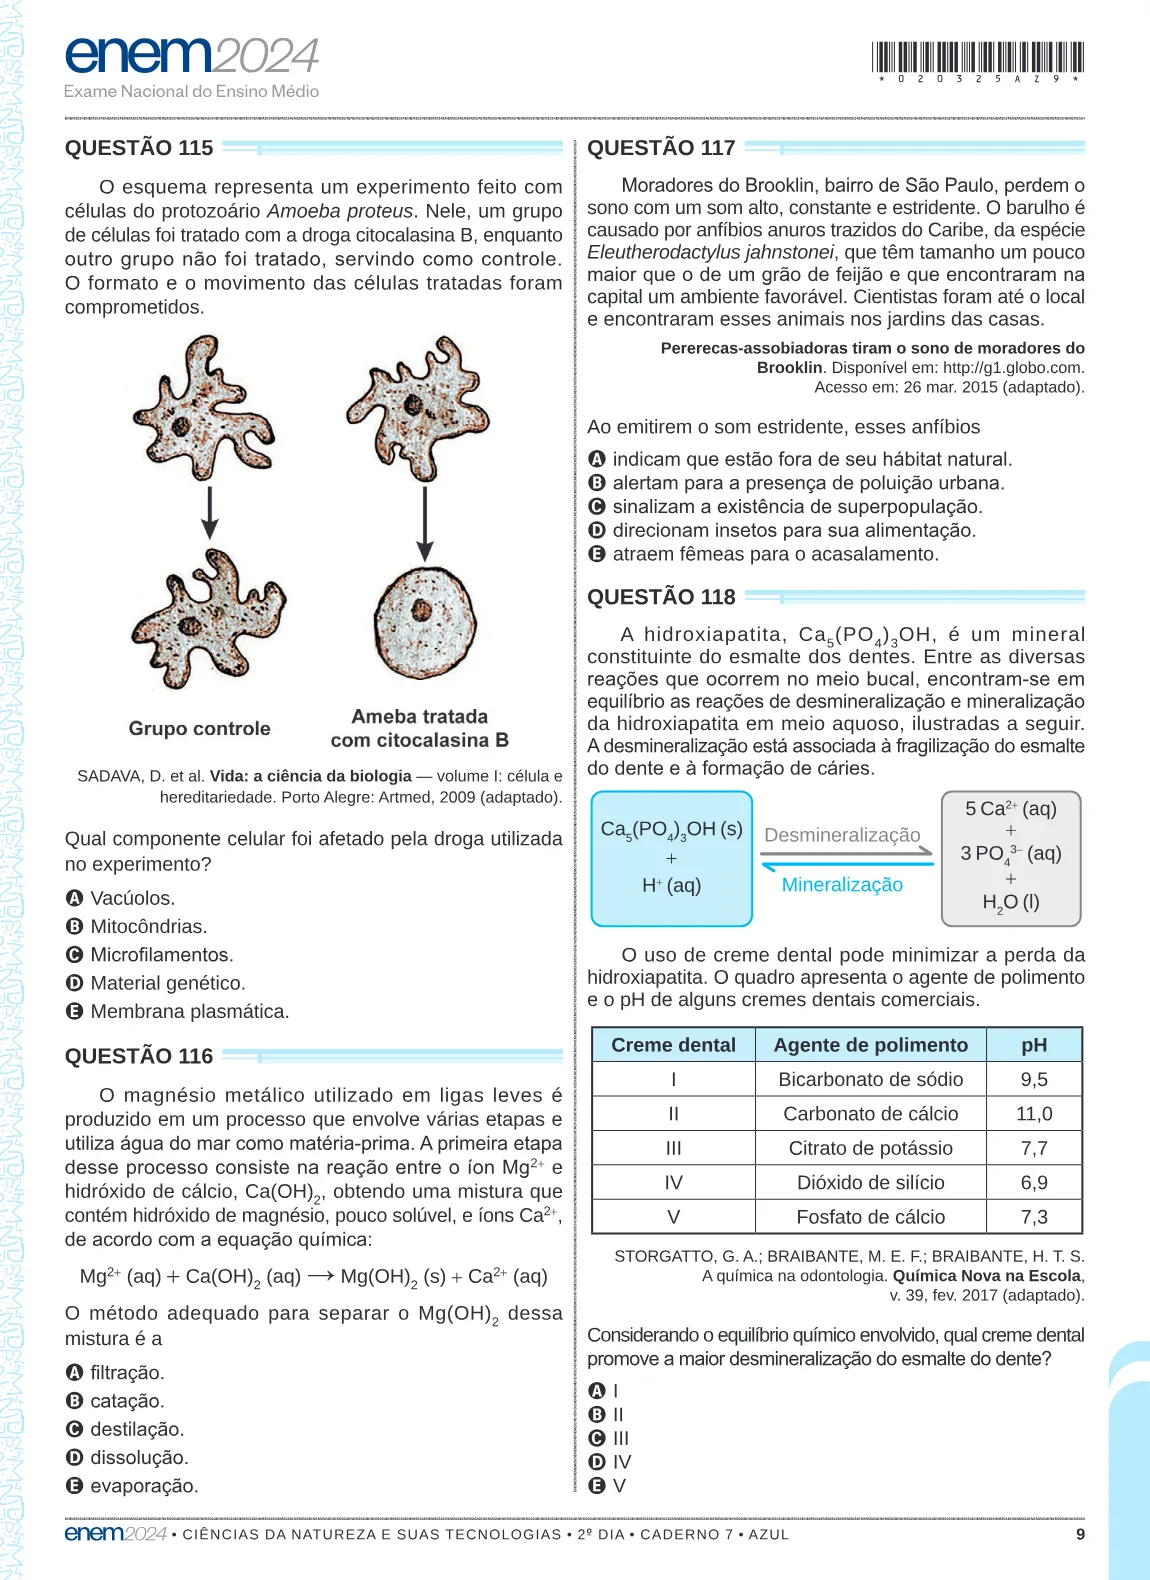 enem2024
Exame Nacional do Ensino Médio
*020325AZ9*
QUESTÃO 115
O esquema representa um experimento feito com
células do protozoário Amoeba proteus. Nele, um grupo
de células foi tratado com a droga citocalasina B, enquanto
outro grupo não foi tratado, servindo como controle.
O formato e o movimento das células tratadas foram
comprometidos.
Grupo controle
Ameba tratada
com citocalasina B
SADAVA, D. et al. Vida: a ciência da biologia — volume I: célula e
hereditariedade. Porto Alegre: Artmed, 2009 (adaptado).
Qual componente celular foi afetado pela droga utilizada
no experimento?
A Vacúolos.
B Mitocôndrias.
C Microfilamentos.
D Material genético.
E Membrana plasmática.
QUESTÃO 116
O magnésio metálico utilizado em ligas leves é
produzido em um processo que envolve várias etapas e
utiliza água do mar como matéria-prima. A primeira etapa
desse processo consiste na reação entre o íon Mg²⁺ e
hidróxido de cálcio, Ca(OH)₂, obtendo uma mistura que
contém hidróxido de magnésio, pouco solúvel, e íons Ca²⁺,
de acordo com a equação química:
Mg²⁺ (aq) + Ca(OH)₂ (aq) → Mg(OH)₂ (s) + Ca²⁺ (aq)
O método adequado para separar o Mg(OH)₂ dessa
mistura é a
A filtração.
B catação.
C destilação.
D dissolução.
E evaporação.
QUESTÃO 117
Moradores do Brooklin, bairro de São Paulo, perdem o
sono com um som alto, constante e estridente. O barulho é
causado por anfíbios anuros trazidos do Caribe, da espécie
Eleutherodactylus jahnstonei, que têm tamanho um pouco
maior que o de um grão de feijão e que encontraram na
capital um ambiente favorável. Cientistas foram até o local
e encontraram esses animais nos jardins das casas.
Pererecas-assobiadoras tiram o sono de moradores do
Brooklin. Disponível em: http://g1.globo.com.
Acesso em: 26 mar. 2015 (adaptado).
Ao emitirem o som estridente, esses anfíbios
A indicam que estão fora de seu hábitat natural.
B alertam para a presença de poluição urbana.
C sinalizam a existência de superpopulação.
D direcionam insetos para sua alimentação.
E atraem fêmeas para o acasalamento.
QUESTÃO 118
A hidroxiapatita, Ca₅(PO₄)₃OH, é um mineral
constituinte do esmalte dos dentes. Entre as diversas
reações que ocorrem no meio bucal, encontram-se em
equilíbrio as reações de desmineralização e mineralização
da hidroxiapatita em meio aquoso, ilustradas a seguir.
A desmineralização está associada à fragilização do esmalte
do dente e à formação de cáries.
Ca₅(PO₄)₃OH (s)
+
H⁺ (aq)
Desmineralização
Mineralização
5 Ca²⁺ (aq)
+
3 PO₄³⁻ (aq)
+
H₂O (l)
O uso de creme dental pode minimizar a perda da
hidroxiapatita. O quadro apresenta o agente de polimento
e o pH de alguns cremes dentais comerciais.
Creme dental Agente de polimento pH
I Bicarbonato de sódio 9,5
II Carbonato de cálcio 11,0
III Citrato de potássio 7,7
IV Dióxido de silício 6,9
V Fosfato de cálcio 7,3
STORGATTO, G. A.; BRAIBANTE, M. E. F.; BRAIBANTE, H. T. S.
A química na odontologia. Química Nova na Escola,
v. 39, fev. 2017 (adaptado).
Considerando o equilíbrio químico envolvido, qual creme dental
promove a maior desmineralização do esmalte do dente?
A I
B II
C III
D IV
E V
enem2024 • CIÊNCIAS DA NATUREZA E SUAS TECNOLOGIAS • 2º DIA • CADERNO 7 • AZUL
9